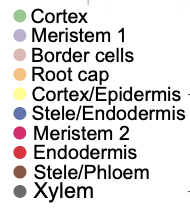 Cortex
Meristem 1
Border cells
Root cap
Cortex/Epidermis
Stele/Endodermis
Meristem 2
Endodermis
Stele/Phloem
Xylem